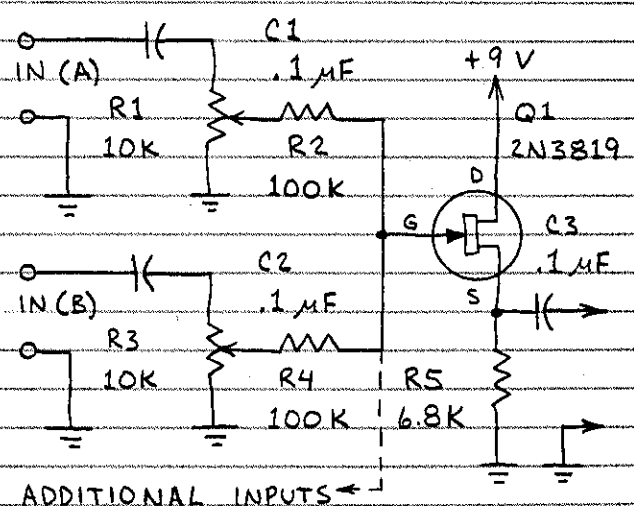 C1
.1 µF
IN (A)
R1
10K
R2
100K
+9 V
Q1
2N3819
D
G
S
C3
.1 µF
C2
.1 µF
IN (B)
R3
10K
R4
100K
R5
6.8K
ADDITIONAL INPUTS